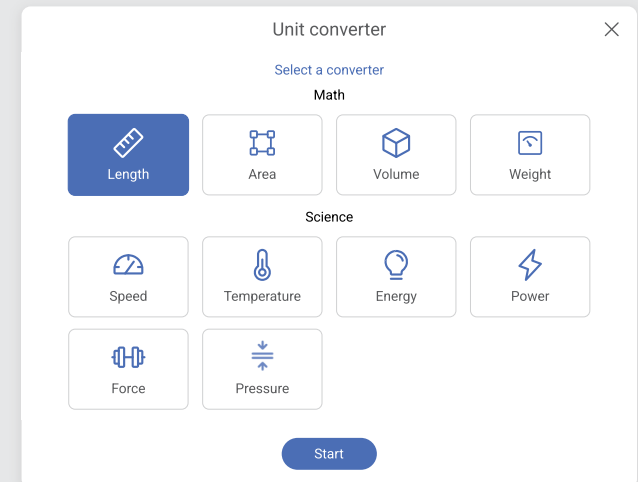 Unit converter
Select a converter
Math
Length
Area
Volume
Weight
Science
Speed
Temperature
Energy
Power
Force
Pressure
Start